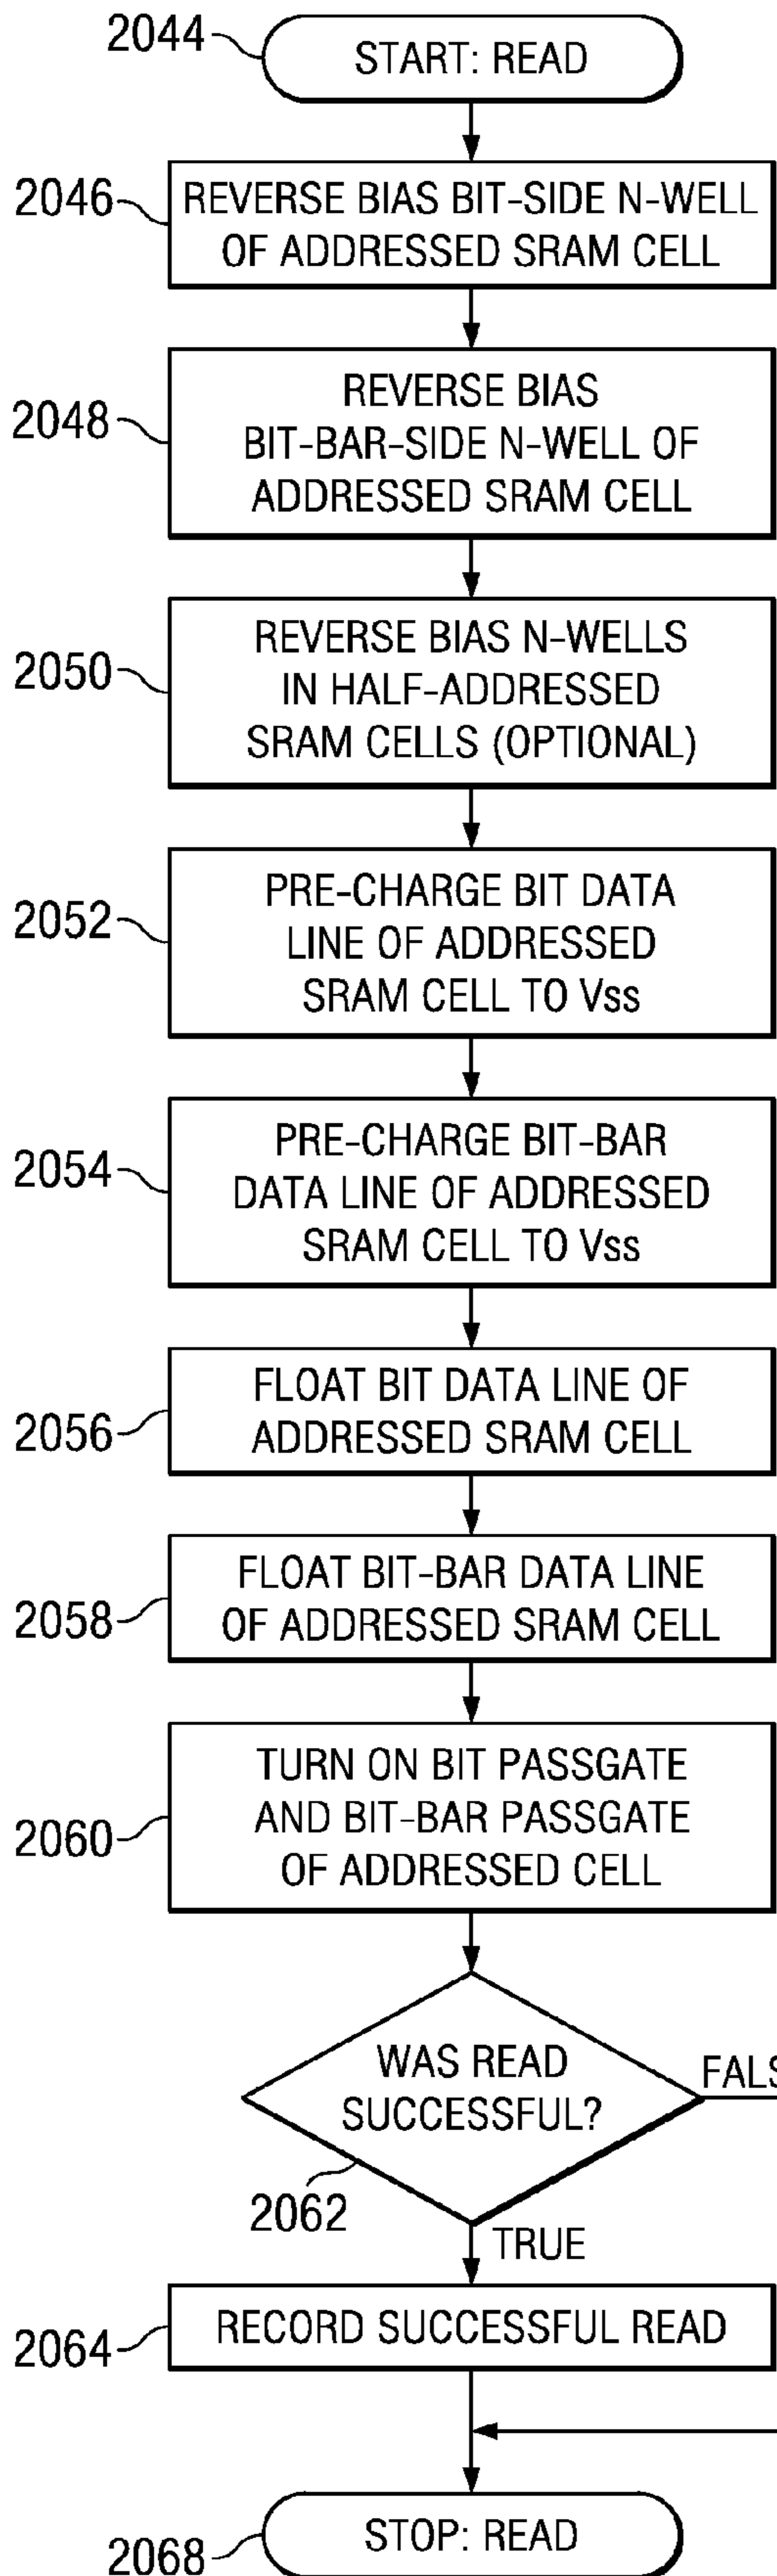 2044
START: READ
2046
REVERSE BIAS BIT-SIDE N-WELL
OF ADDRESSED SRAM CELL
2048
REVERSE BIAS
BIT-BAR-SIDE N-WELL OF
ADDRESSED SRAM CELL
2050
REVERSE BIAS N-WELLS
IN HALF-ADDRESSED
SRAM CELLS (OPTIONAL)
2052
PRE-CHARGE BIT DATA
LINE OF ADDRESSED
SRAM CELL TO Vss
2054
PRE-CHARGE BIT-BAR
DATA LINE OF ADDRESSED
SRAM CELL TO Vss
2056
FLOAT BIT DATA LINE OF
ADDRESSED SRAM CELL
2058
FLOAT BIT-BAR DATA LINE
OF ADDRESSED SRAM CELL
2060
TURN ON BIT PASSGATE
AND BIT-BAR PASSGATE
OF ADDRESSED CELL
WAS READ
SUCCESSFUL?
FALS
2062
TRUE
2064
RECORD SUCCESSFUL READ
2068
STOP: READ